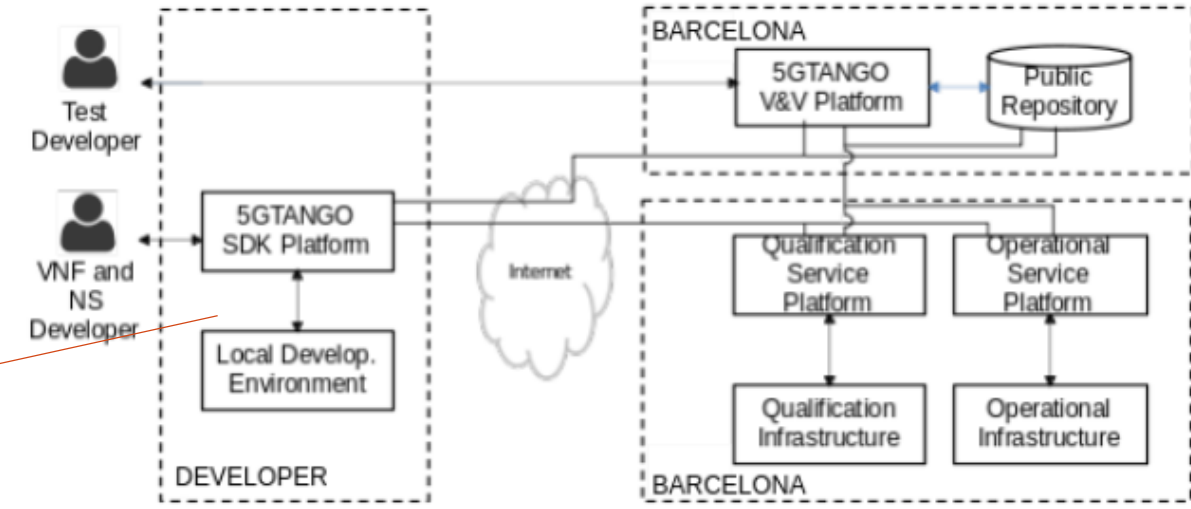 Test
Developer
VNF and
NS
Developer
5GTANGO
SDK Platform
Local Develop.
Environment
DEVELOPER
Internet
BARCELONA
5GTANGO
V&V Platform
Public
Repository
Qualification
Service
Platform
Operational
Service
Platform
Qualification
Infrastructure
Operational
Infrastructure
BARCELONA